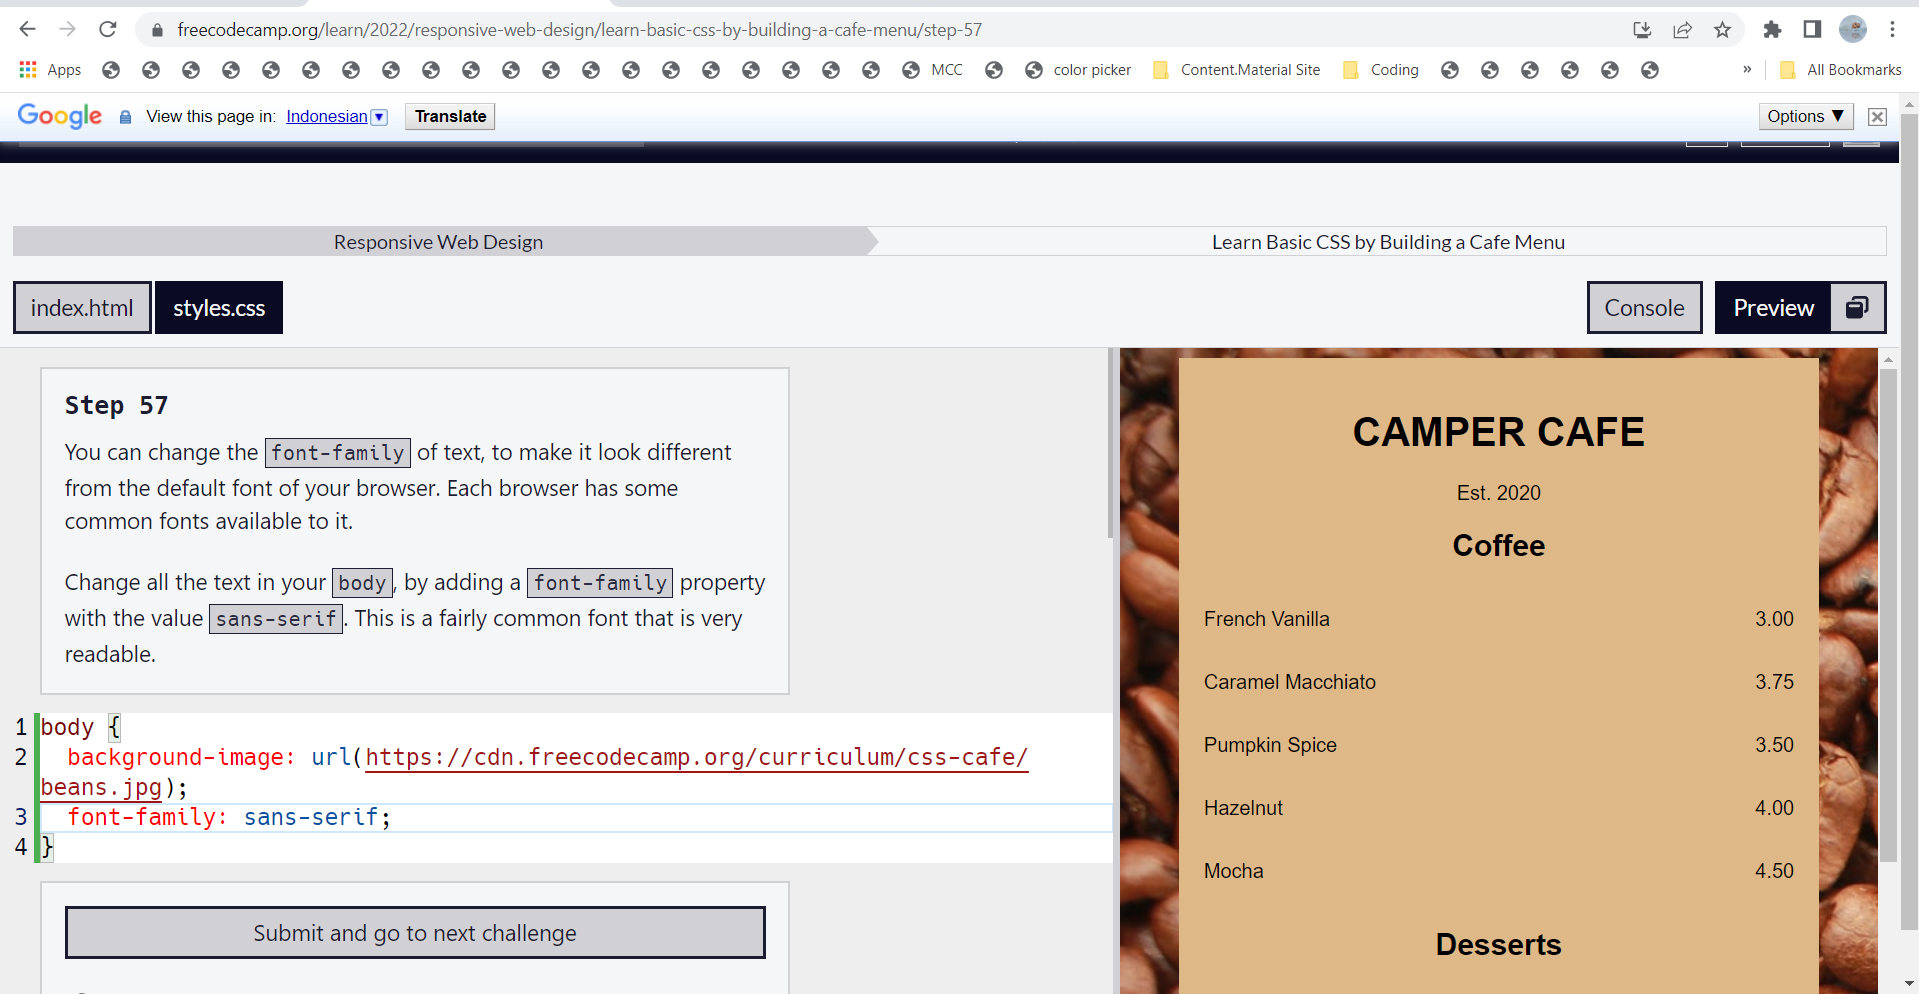 freecodecamp.org/learn/2022/responsive-web-design/learn-basic-css-by-building-a-cafe-menu/step-57
Apps
MCC
color picker
Content.Material Site
Coding
»
All Bookmarks
Google
View this page in:
Indonesian
Translate
Options ▼
Responsive Web Design
Learn Basic CSS by Building a Cafe Menu
index.html
styles.css
Console
Preview
Step 57
You can change the font-family of text, to make it look different
from the default font of your browser. Each browser has some
common fonts available to it.
Change all the text in your body, by adding a font-family property
with the value sans-serif. This is a fairly common font that is very
readable.
1 body {
2 background-image: url(https://cdn.freecodecamp.org/curriculum/css-cafe/
beans.jpg);
3 font-family: sans-serif;
4 }
Submit and go to next challenge
CAMPER CAFE
Est. 2020
Coffee
French Vanilla 3.00
Caramel Macchiato 3.75
Pumpkin Spice 3.50
Hazelnut 4.00
Mocha 4.50
Desserts